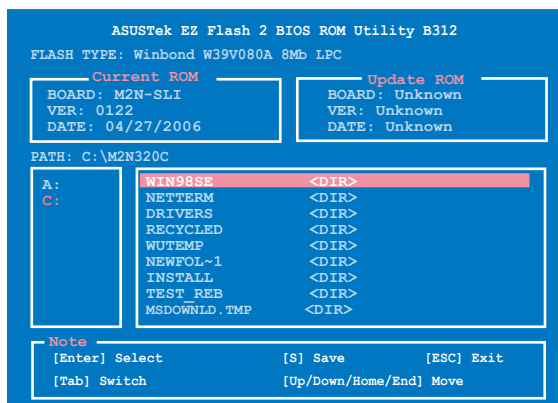 ASUSTek EZ Flash 2 BIOS ROM Utility B312
FLASH TYPE: Winbond W39V080A 8Mb LPC
Current ROM
BOARD: M2N-SLI
VER: 0122
DATE: 04/27/2006
Update ROM
BOARD: Unknown
VER: Unknown
DATE: Unknown
PATH: C:\M2N320C
A:
C:
WIN98SE <DIR>
NETTERM <DIR>
DRIVERS <DIR>
RECYCLED <DIR>
WUTEMP <DIR>
NEWFOL~1 <DIR>
INSTALL <DIR>
TEST_REB <DIR>
MSDOWNLD.TMP <DIR>
Note
[Enter] Select [S] Save [ESC] Exit
[Tab] Switch [Up/Down/Home/End] Move